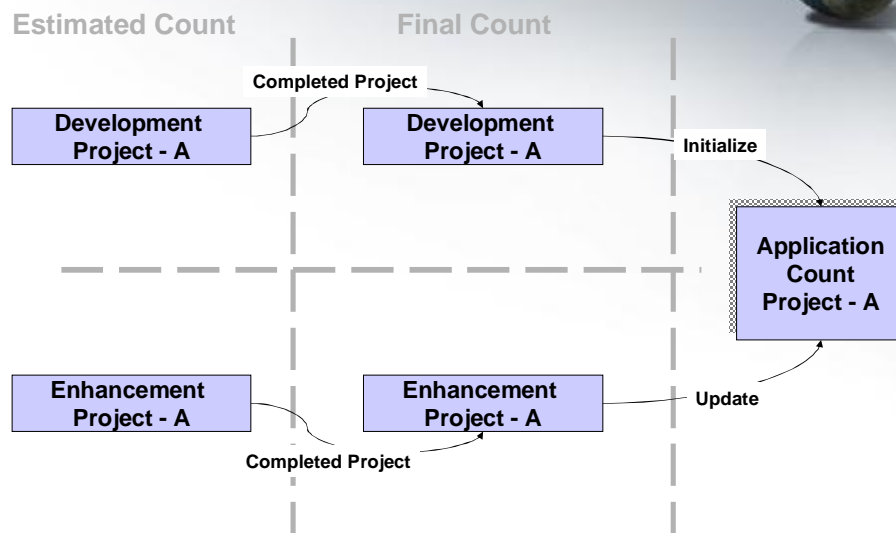 Estimated Count
Final Count
Completed Project
Development
Project - A
Development
Project - A
Initialize
Application
Count
Project - A
Enhancement
Project - A
Enhancement
Project - A
Update
Completed Project